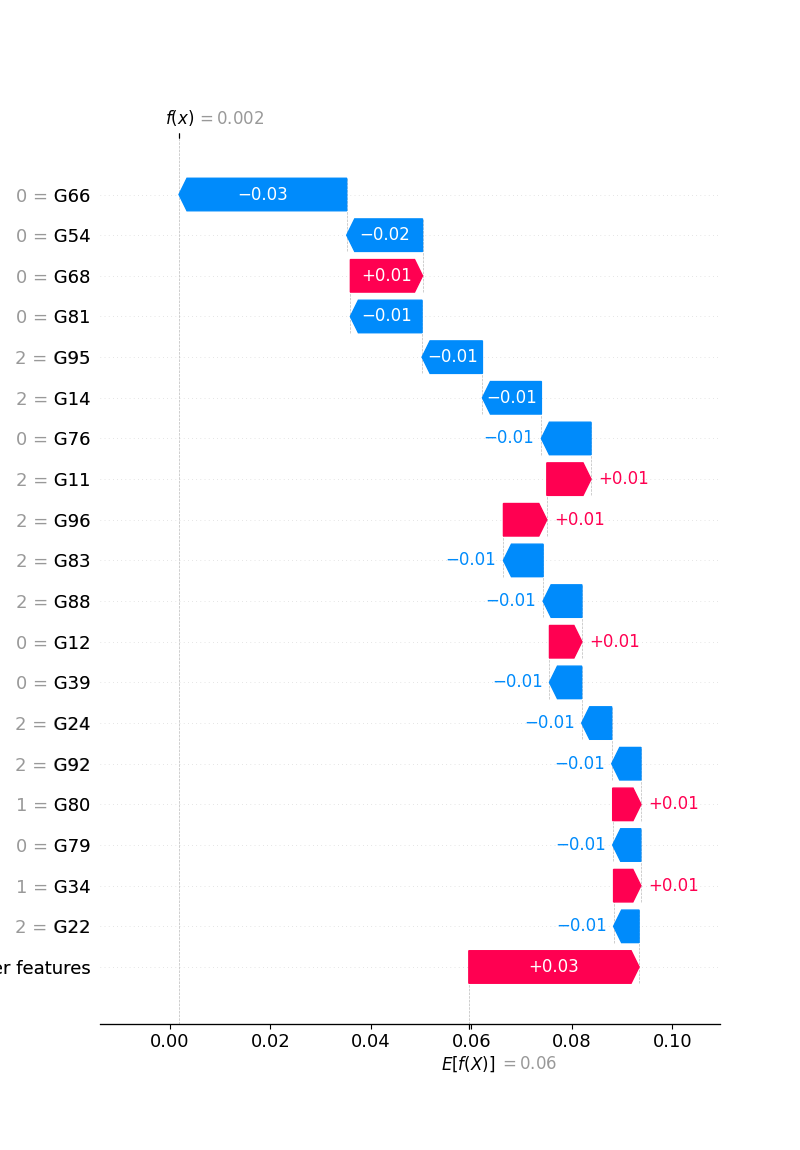 f(x) = 0.002
0 = G66 −0.03
0 = G54 −0.02
0 = G68 +0.01
0 = G81 −0.01
2 = G95 −0.01
2 = G14 −0.01
0 = G76 −0.01
2 = G11 +0.01
2 = G96 +0.01
2 = G83 −0.01
2 = G88 −0.01
0 = G12 +0.01
0 = G39 −0.01
2 = G24 −0.01
2 = G92 −0.01
1 = G80 +0.01
0 = G79 −0.01
1 = G34 +0.01
2 = G22 −0.01
features +0.03
0.00 0.02 0.04 0.06 0.08 0.10
E[f(X)] = 0.06